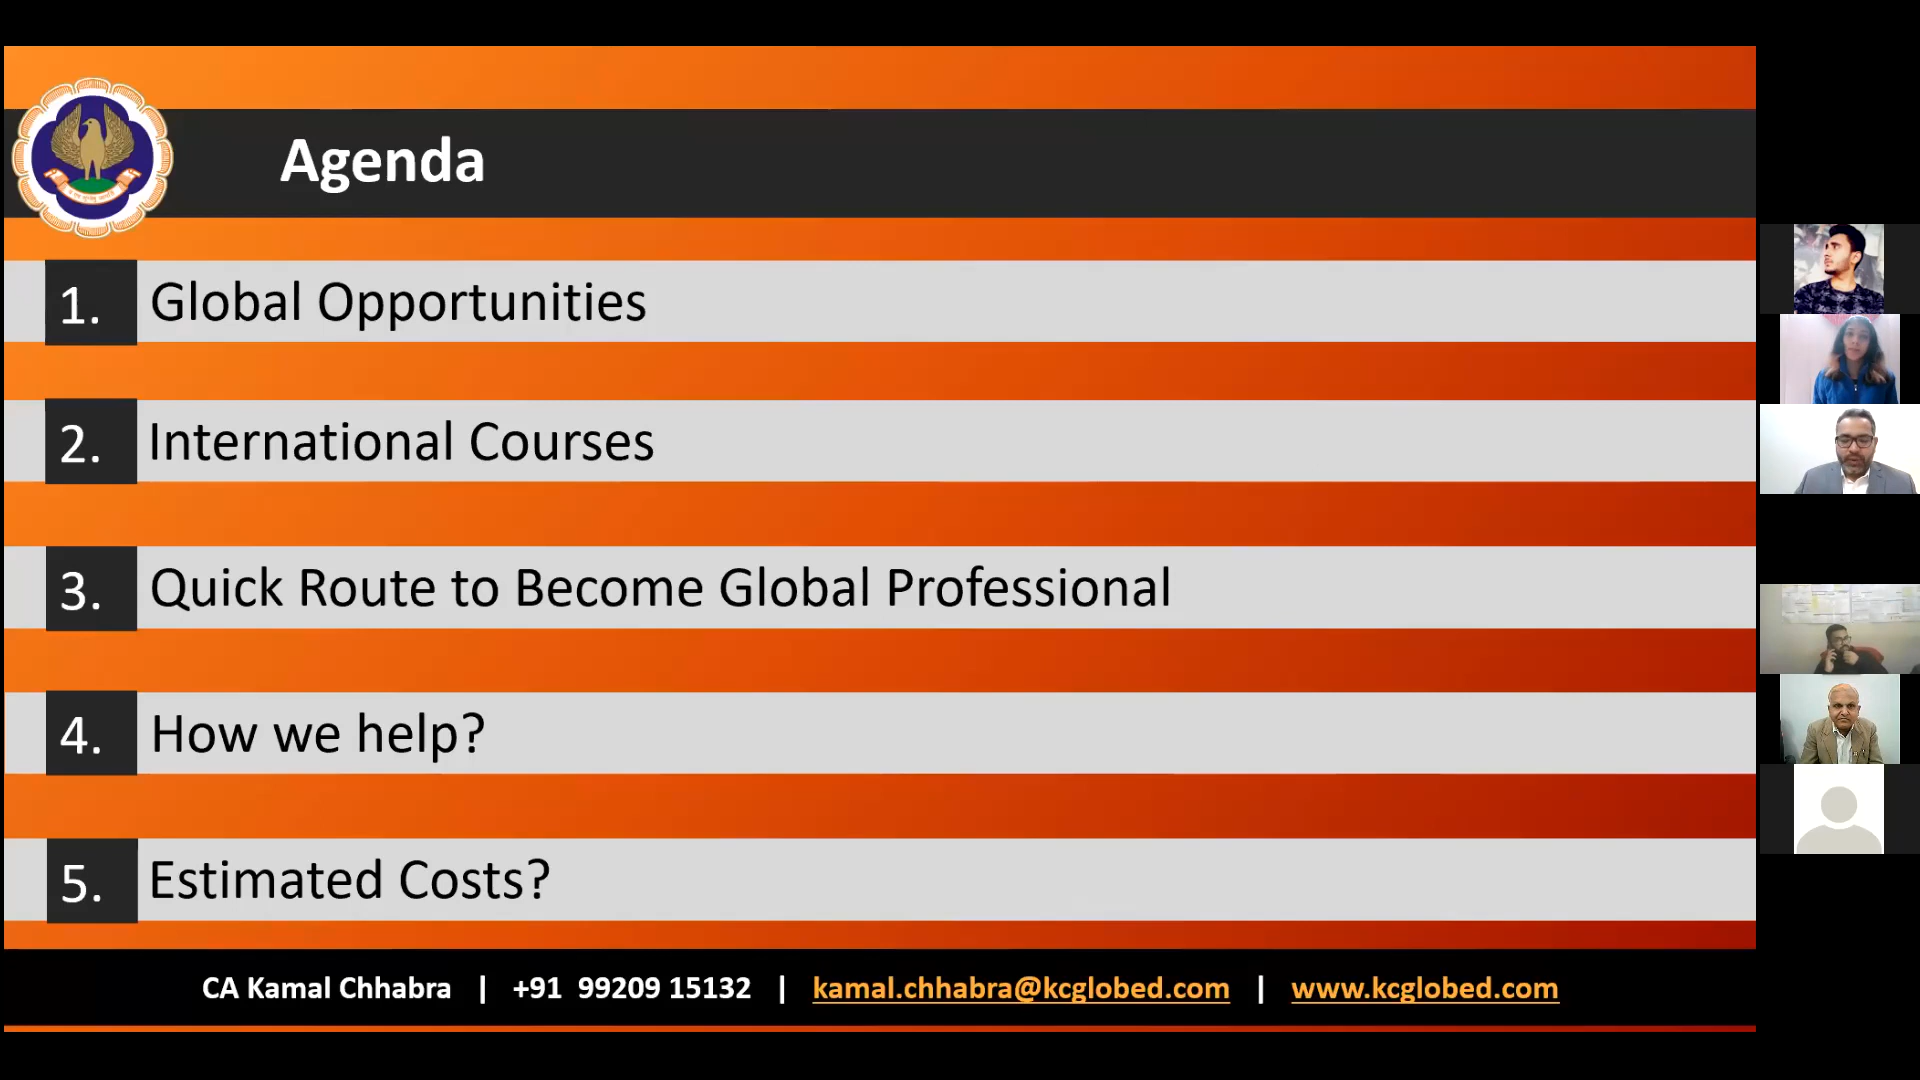 Agenda
1. Global Opportunities
2. International Courses
3. Quick Route to Become Global Professional
4. How we help?
5. Estimated Costs?
CA Kamal Chhabra | +91 99209 15132 | kamal.chhabra@kcglobed.com | www.kcglobed.com